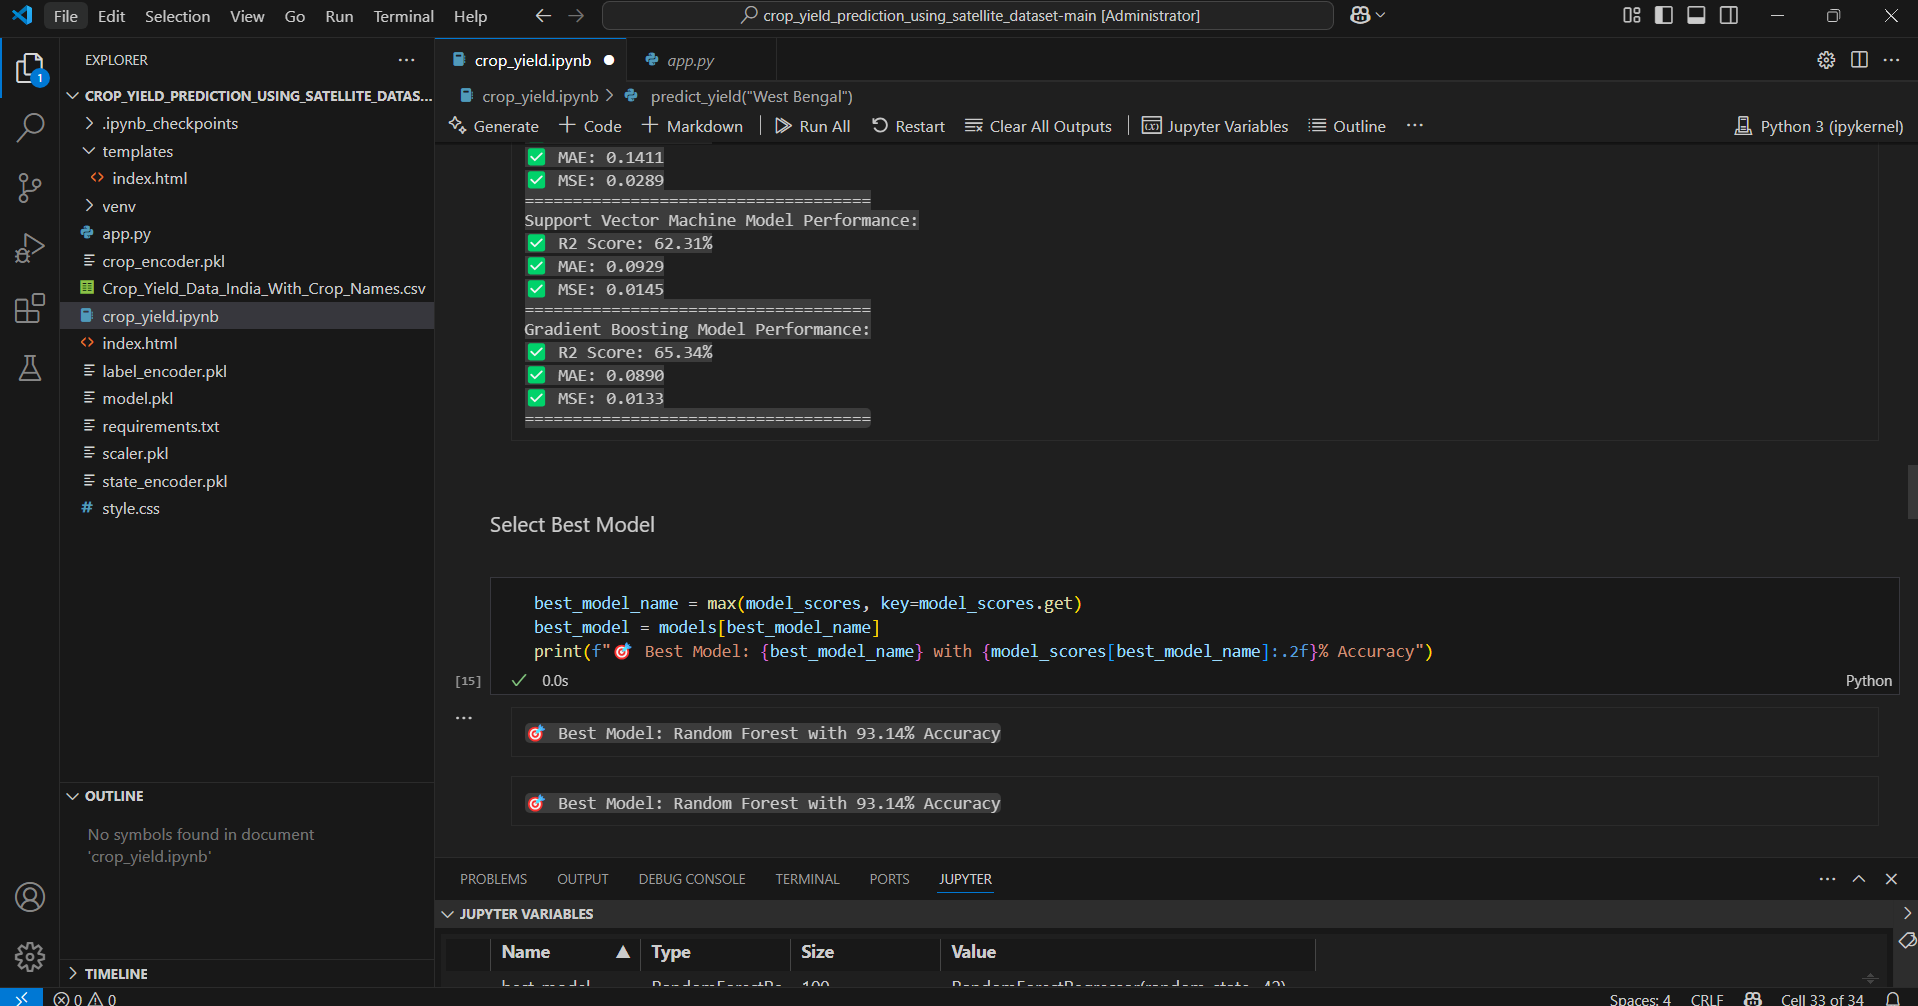 File Edit Selection View Go Run Terminal Help
crop_yield_prediction_using_satellite_dataset-main [Administrator]
EXPLORER
1
CROP_YIELD_PREDICTION_USING_SATELLITE_DATAS...
.ipynb_checkpoints
templates
index.html
venv
app.py
crop_encoder.pkl
Crop_Yield_Data_India_With_Crop_Names.csv
crop_yield.ipynb
index.html
label_encoder.pkl
model.pkl
requirements.txt
scaler.pkl
state_encoder.pkl
style.css
OUTLINE
No symbols found in document
'crop_yield.ipynb'
TIMELINE
crop_yield.ipynb
app.py
crop_yield.ipynb > predict_yield("West Bengal")
Generate + Code + Markdown Run All Restart Clear All Outputs Jupyter Variables Outline ...
Python 3 (ipykernel)
✅ MAE: 0.1411
✅ MSE: 0.0289
====================================
Support Vector Machine Model Performance:
✅ R2 Score: 62.31%
✅ MAE: 0.0929
✅ MSE: 0.0145
====================================
Gradient Boosting Model Performance:
✅ R2 Score: 65.34%
✅ MAE: 0.0890
✅ MSE: 0.0133
====================================
Select Best Model
best_model_name = max(model_scores, key=model_scores.get)
best_model = models[best_model_name]
print(f"🎯 Best Model: {best_model_name} with {model_scores[best_model_name]:.2f}% Accuracy")
[15] 0.0s
Python
🎯 Best Model: Random Forest with 93.14% Accuracy
🎯 Best Model: Random Forest with 93.14% Accuracy
PROBLEMS OUTPUT DEBUG CONSOLE TERMINAL PORTS JUPYTER
JUPYTER VARIABLES
Name Type Size Value
best_model RandomForestRe 100 RandomForestRegressor(random_state=42)
0 0
Spaces: 4 CRLF Cell 33 of 34